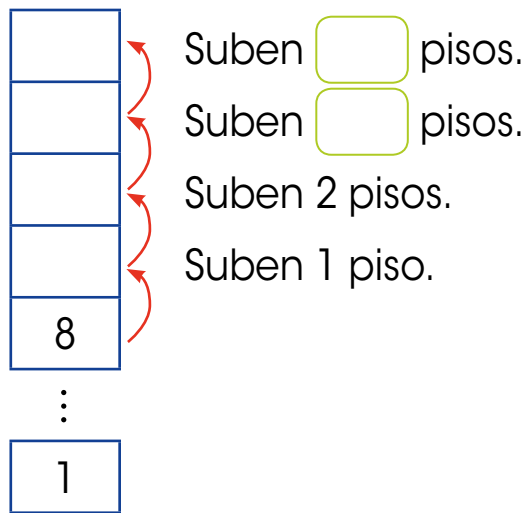 Suben pisos.
Suben pisos.
Suben 2 pisos.
Suben 1 piso.
8
⋮
1